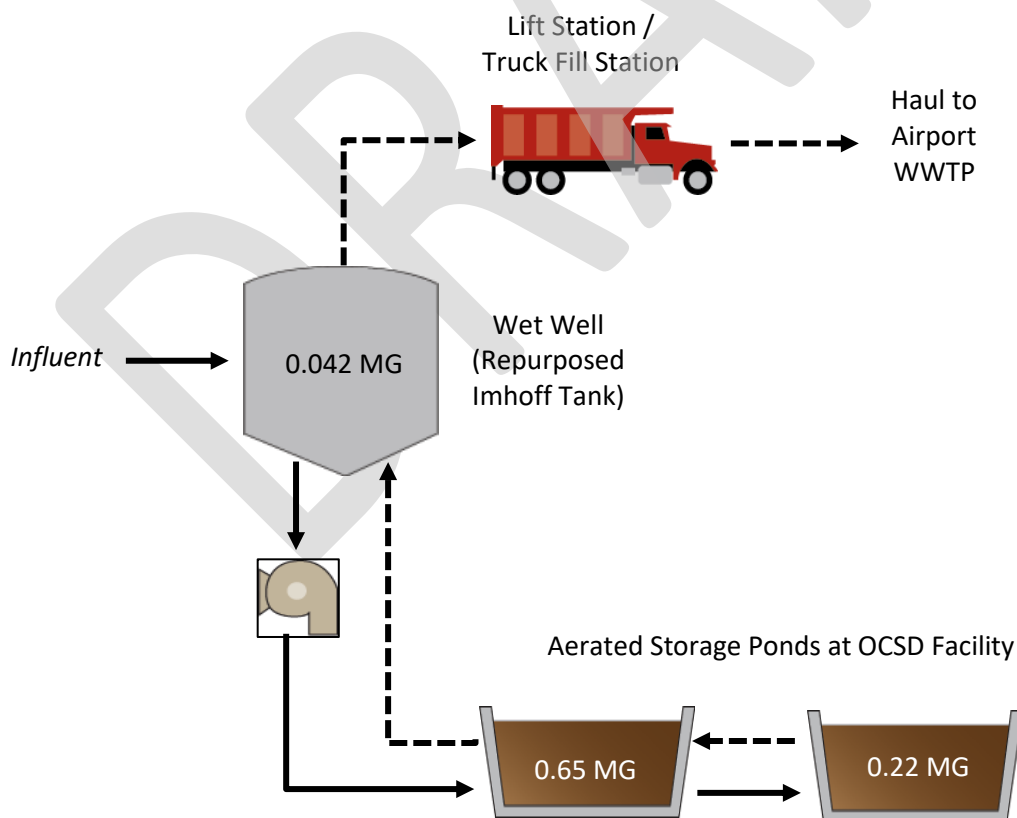 Lift Station /
Truck Fill Station
Haul to
Airport
WWTP
Influent
0.042 MG
Wet Well
(Repurposed
Imhoff Tank)
Aerated Storage Ponds at OCSD Facility
0.65 MG
0.22 MG